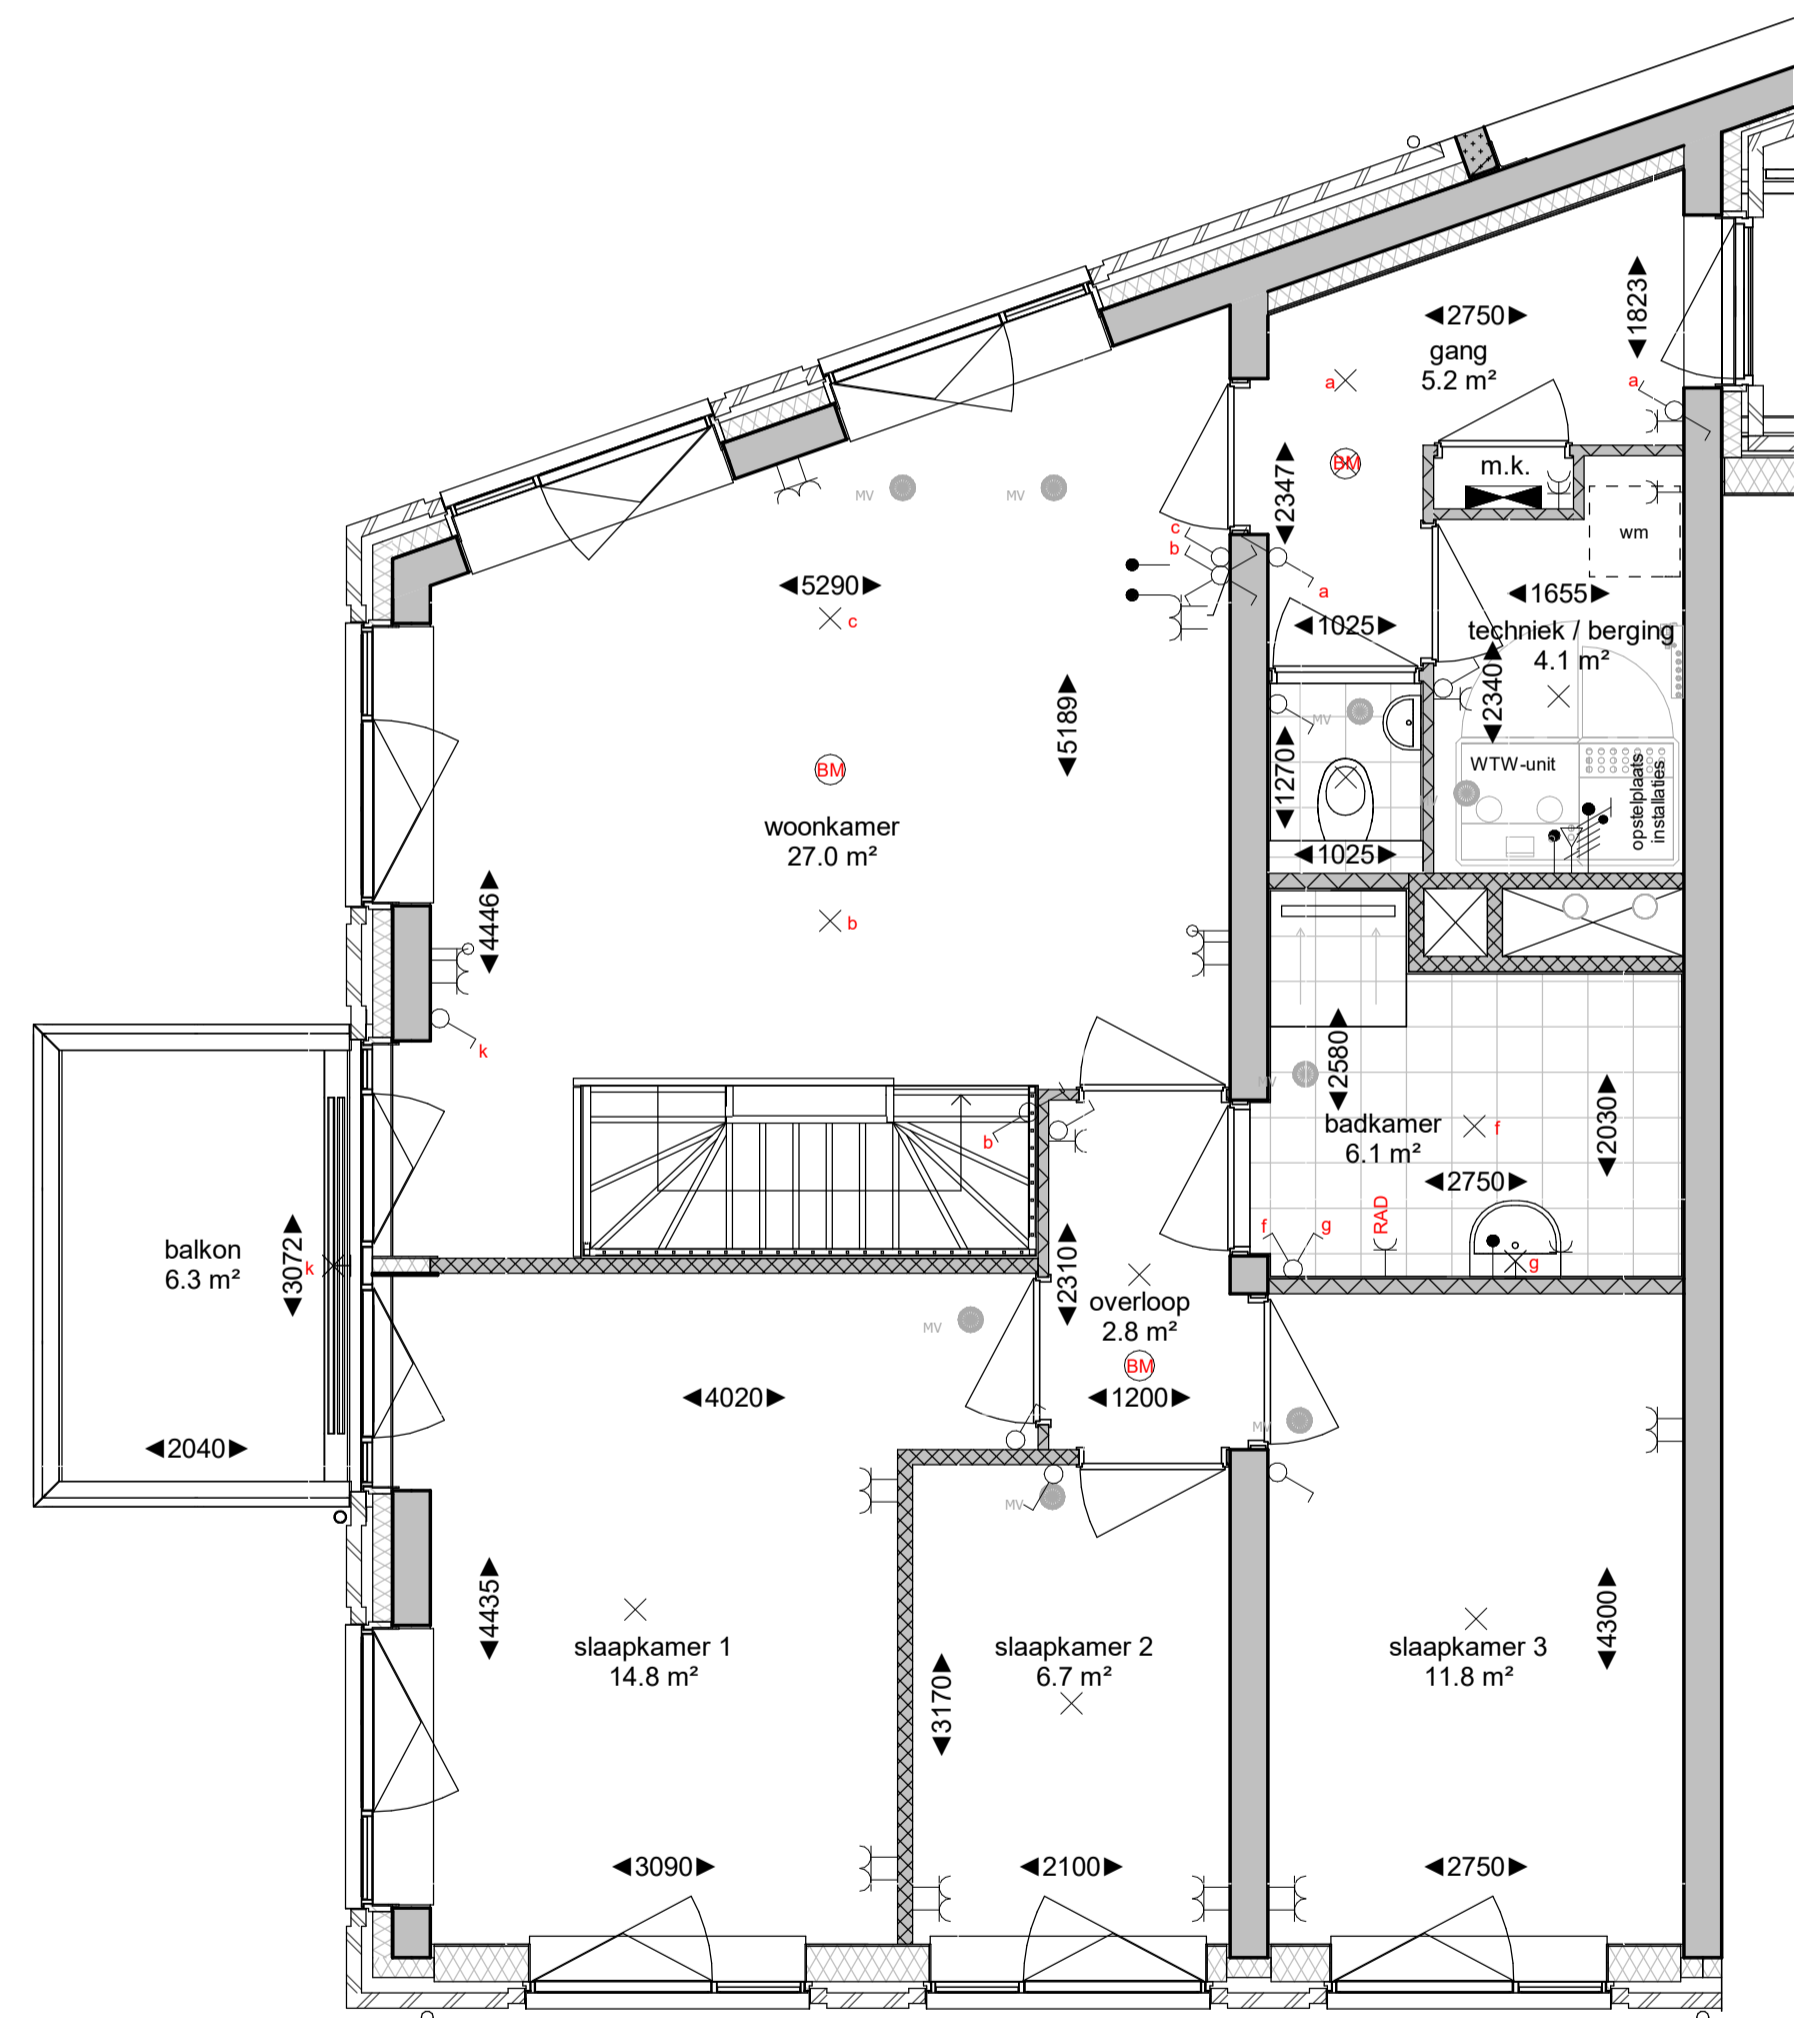 ◀2750▶
gang
5.2 m²
◀1823▶
a
a
BM
m.k.
◀2347▶
wm
MV
MV
c
b
a
◀5290▶
c
◀1025▶
◀1655▶
techniek / berging
4.1 m²
◀2340▶
◀5189▶
MV
◀1270▶
WTW-unit
opstelplaats
installaties
BM
woonkamer
27.0 m²
◀1025▶
◀4446▶
b
k
◀2580▶
MV
badkamer
6.1 m²
f
◀2030▶
◀2750▶
b
f
g
RAD
g
balkon
6.3 m²
◀3072▶
k
◀2310▶
overloop
2.8 m²
BM
MV
◀4020▶
◀1200▶
MV
◀2040▶
MV
◀4435▶
slaapkamer 1
14.8 m²
slaapkamer 2
6.7 m²
◀3170▶
slaapkamer 3
11.8 m²
◀4300▶
◀3090▶
◀2100▶
◀2750▶